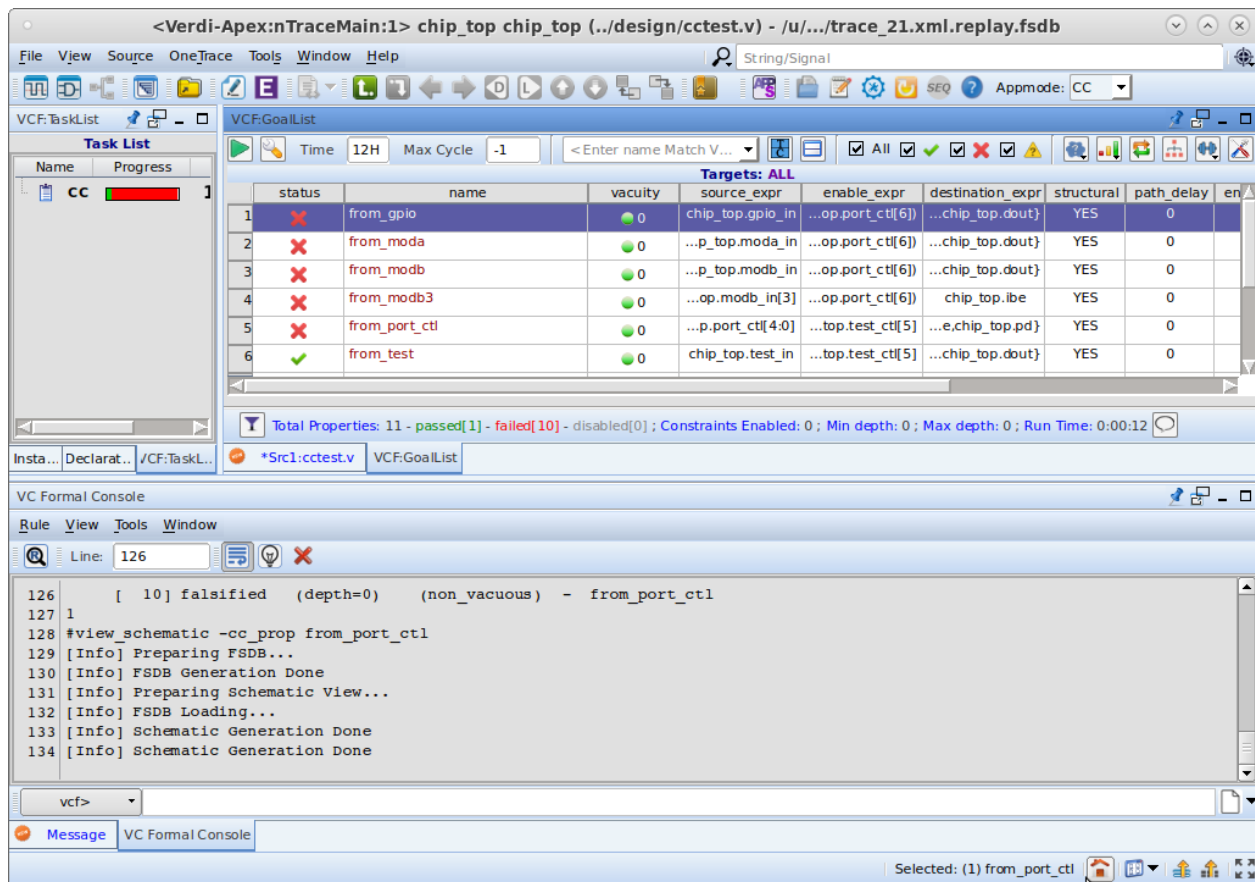 <Verdi-Apex:nTraceMain:1> chip_top chip_top (../design/cctest.v) - /u/.../trace_21.xml.replay.fsdb
File View Source OneTrace Tools Window Help String/Signal
SEQ Appmode: CC
VCF:TaskList VCF:GoalList
Task List Time 12H Max Cycle -1 <Enter name Match V... All
Name Progress Targets: ALL
CC
status name vacuity source_expr enable_expr destination_expr structural path_delay en
1 from_gpio 0 chip_top.gpio_in ...op.port_ctl[6]) ...chip_top.dout} YES 0
2 from_moda 0 ...p_top.moda_in ...op.port_ctl[6]) ...chip_top.dout} YES 0
3 from_modb 0 ...p_top.modb_in ...op.port_ctl[6]) ...chip_top.dout} YES 0
4 from_modb3 0 ...op.modb_in[3] ...op.port_ctl[6]) chip_top.ibe YES 0
5 from_port_ctl 0 ...p.port_ctl[4:0] ...top.test_ctl[5] ...e,chip_top.pd} YES 0
6 from_test 0 chip_top.test_in ...top.test_ctl[5] ...chip_top.dout} YES 0
Total Properties: 11 - passed[1] - failed[10] - disabled[0] ; Constraints Enabled: 0 ; Min depth: 0 ; Max depth: 0 ; Run Time: 0:00:12
Insta... Declarat.. VCF:TaskL.. *Src1:cctest.v VCF:GoalList
VC Formal Console
Rule View Tools Window
Line: 126
126 [ 10] falsified (depth=0) (non_vacuous) - from_port_ctl
127 1
128 #view_schematic -cc_prop from_port_ctl
129 [Info] Preparing FSDB...
130 [Info] FSDB Generation Done
131 [Info] Preparing Schematic View...
132 [Info] FSDB Loading...
133 [Info] Schematic Generation Done
134 [Info] Schematic Generation Done
vcf>
Message VC Formal Console
Selected: (1) from_port_ctl